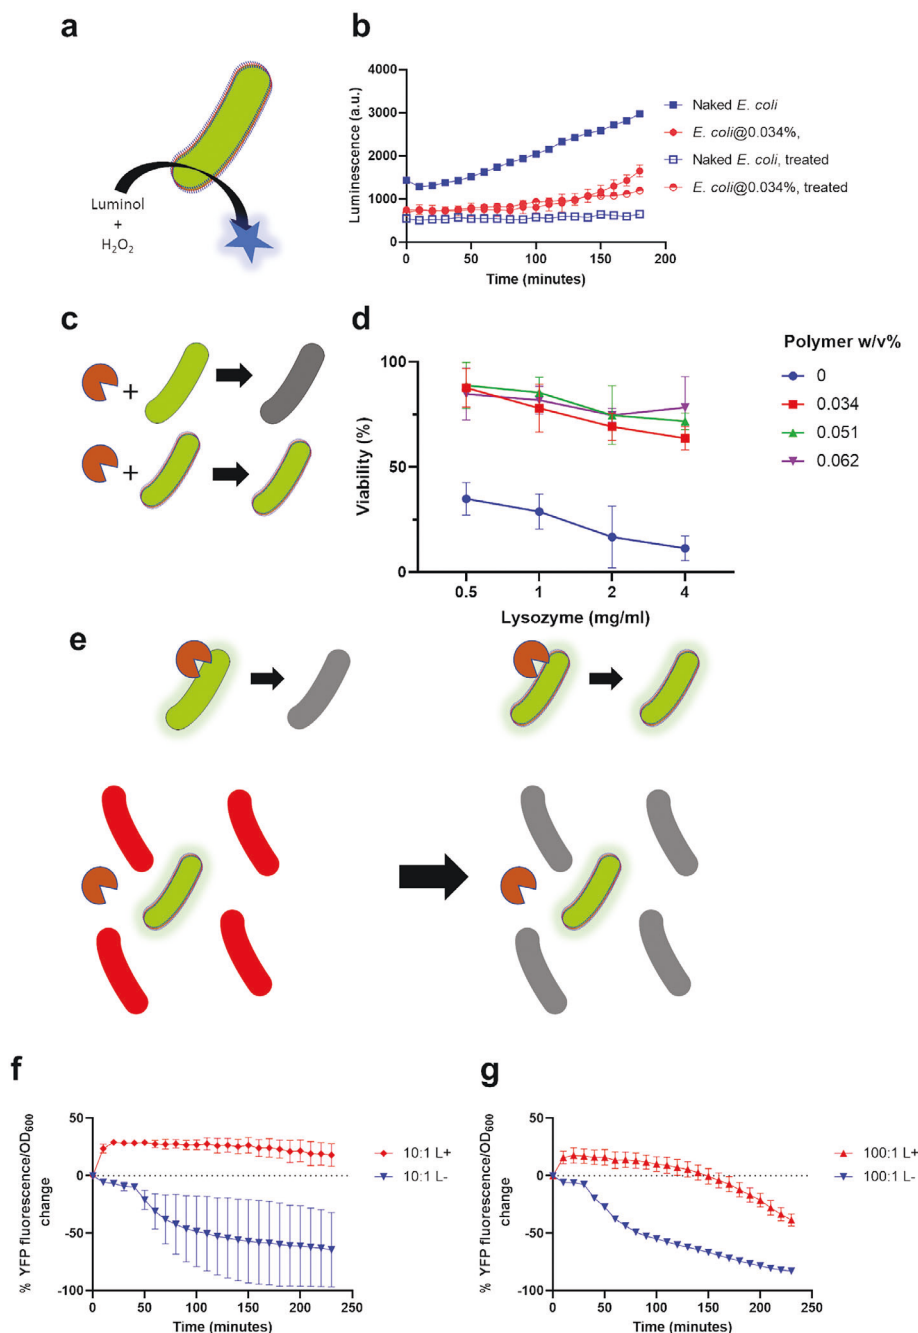 a
Luminol
+
H₂O₂
b
4000
3000
2000
1000
0
Luminescence (a.u.)
0 50 100 150 200
Time (minutes)
Naked E. coli
E. coli@0.034%,
Naked E. coli, treated
E. coli@0.034%, treated
c
+
+
d
100
50
0
Viability (%)
0.5 1 2 4
Lysozyme (mg/ml)
Polymer w/v%
0
0.034
0.051
0.062
e
f
50
0
-50
-100
% YFP fluorescence/OD₆₀₀
change
0 50 100 150 200 250
Time (minutes)
10:1 L+
10:1 L-
g
50
0
-50
-100
% YFP fluorescence/OD₆₀₀
change
0 50 100 150 200 250
Time (minutes)
100:1 L+
100:1 L-